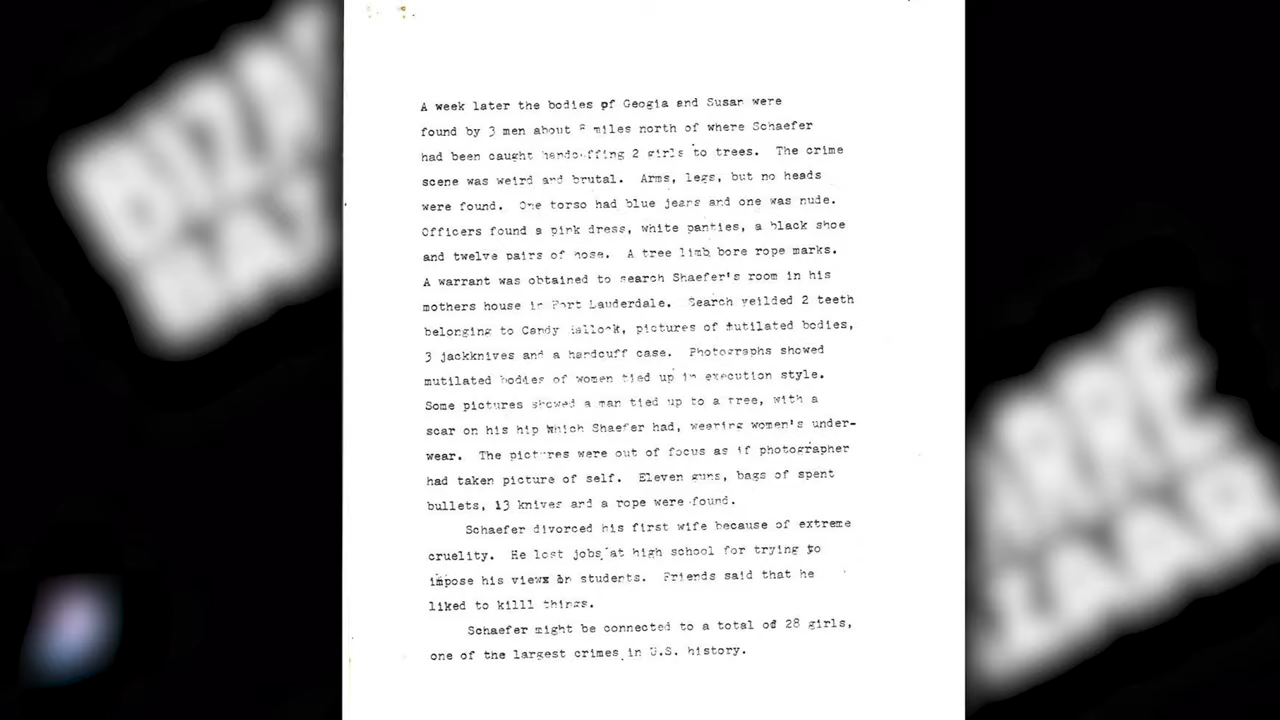 A week later the bodies of Geogia and Susan were
found by 3 men about miles north of where Schaefer
had been caught handcuffing 2 girls to trees. The crime
scene was weird and brutal. Arms, legs, but no heads
were found. One torso had blue jeans and one was nude.
Officers found a pink dress, white panties, a black shoe
and twelve pairs of hose. A tree limb bore rope marks.
A warrant was obtained to search Shaefer's room in his
mothers house in Fort Lauderdale. Search yeilded 2 teeth
belonging to Candy Hallock, pictures of mutilated bodies,
3 jackknives and a handcuff case. Photographs showed
mutilated bodies of women tied up in execution style.
Some pictures showed a man tied up to a tree, with a
scar on his hip which Shaefer had, wearing women's under-
wear. The pictures were out of focus as if photographer
had taken picture of self. Eleven guns, bags of spent
bullets, 13 knives and a rope were found.
Schaefer divorced his first wife because of extreme
cruelity. He lost jobs at high school for trying to
impose his views on students. Friends said that he
liked to killl things.
Schaefer might be connected to a total of 28 girls,
one of the largest crimes in U.S. history.